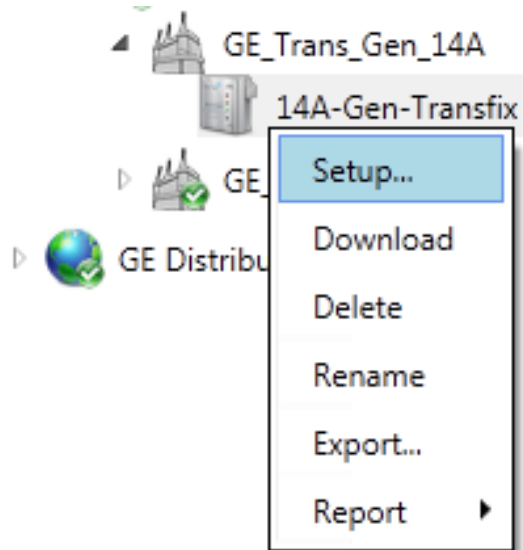 GE_Trans_Gen_14A
14A-Gen-Transfix
Setup...
GE_
Download
GE Distribu
Delete
Rename
Export...
Report